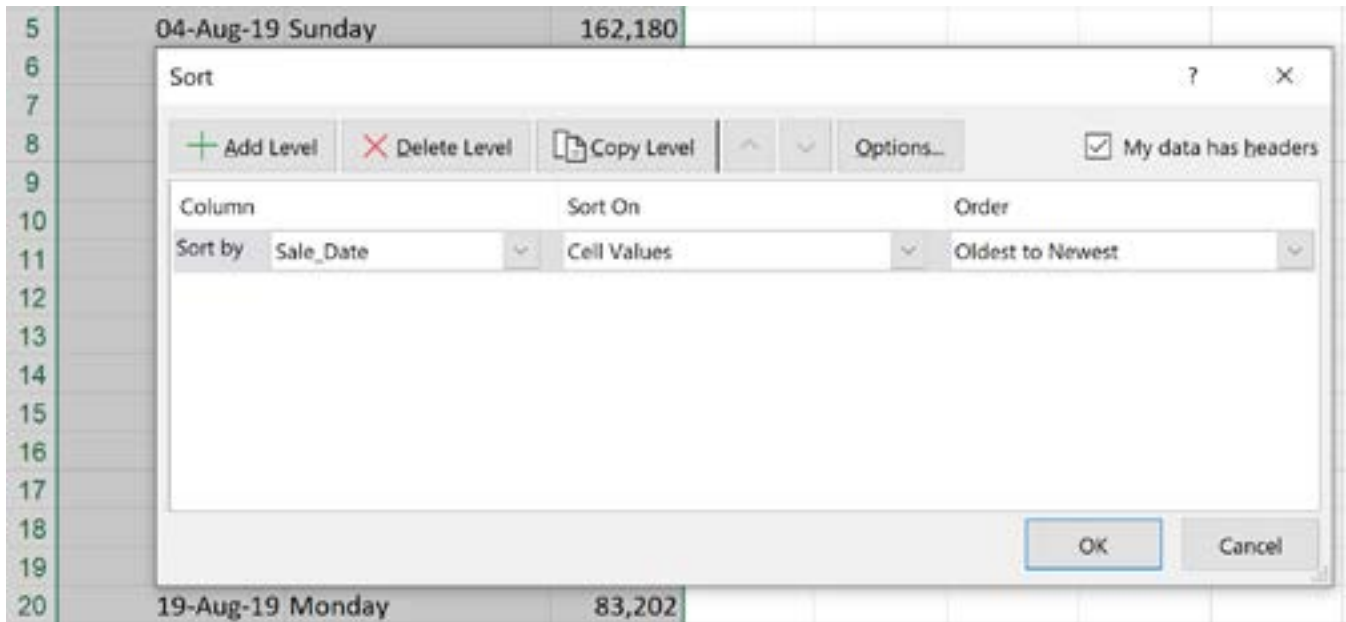 5 04-Aug-19 Sunday 162,180
6 Sort ? ×
7
8 Add Level Delete Level Copy Level Options... My data has headers
9
10 Column Sort On Order
11 Sort by Sale_Date Cell Values Oldest to Newest
12
13
14
15
16
17
18 OK Cancel
19
20 19-Aug-19 Monday 83,202